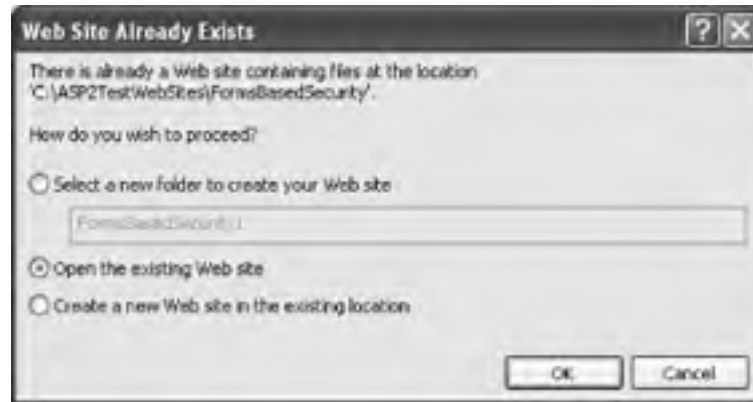 Web Site Already Exists
There is already a Web site containing files at the location
'C:\ASP2TestWebSites\FormsBasedSecurity'.
How do you wish to proceed?
Select a new folder to create your Web site
FormsBasedSecurity1
Open the existing Web site
Create a new Web site in the existing location
OK
Cancel